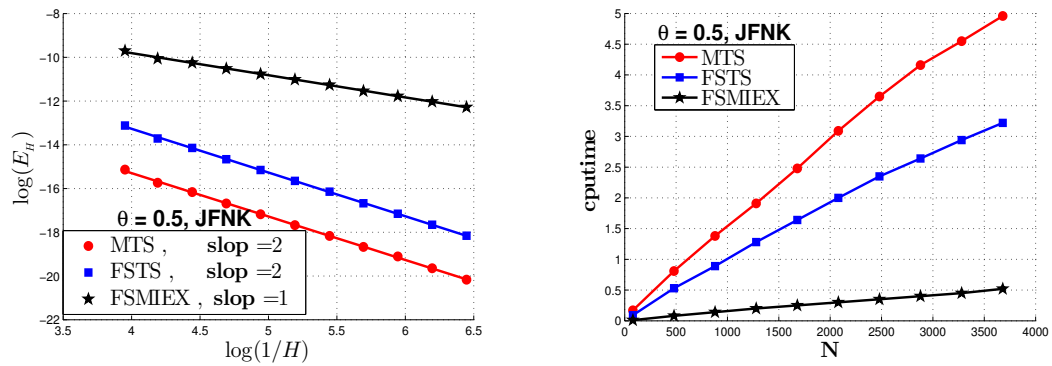 −8
−10
−12
−14
−16
−18
−20
−22
log(E_H)
θ = 0.5, JFNK
MTS , slop =2
FSTS , slop =2
FSMIEX , slop =1
3.5 4 4.5 5 5.5 6 6.5
log(1/H)
5
4.5
4
3.5
3
2.5
2
1.5
1
0.5
0
cputime
θ = 0.5, JFNK
MTS
FSTS
FSMIEX
0 500 1000 1500 2000 2500 3000 3500 4000
N